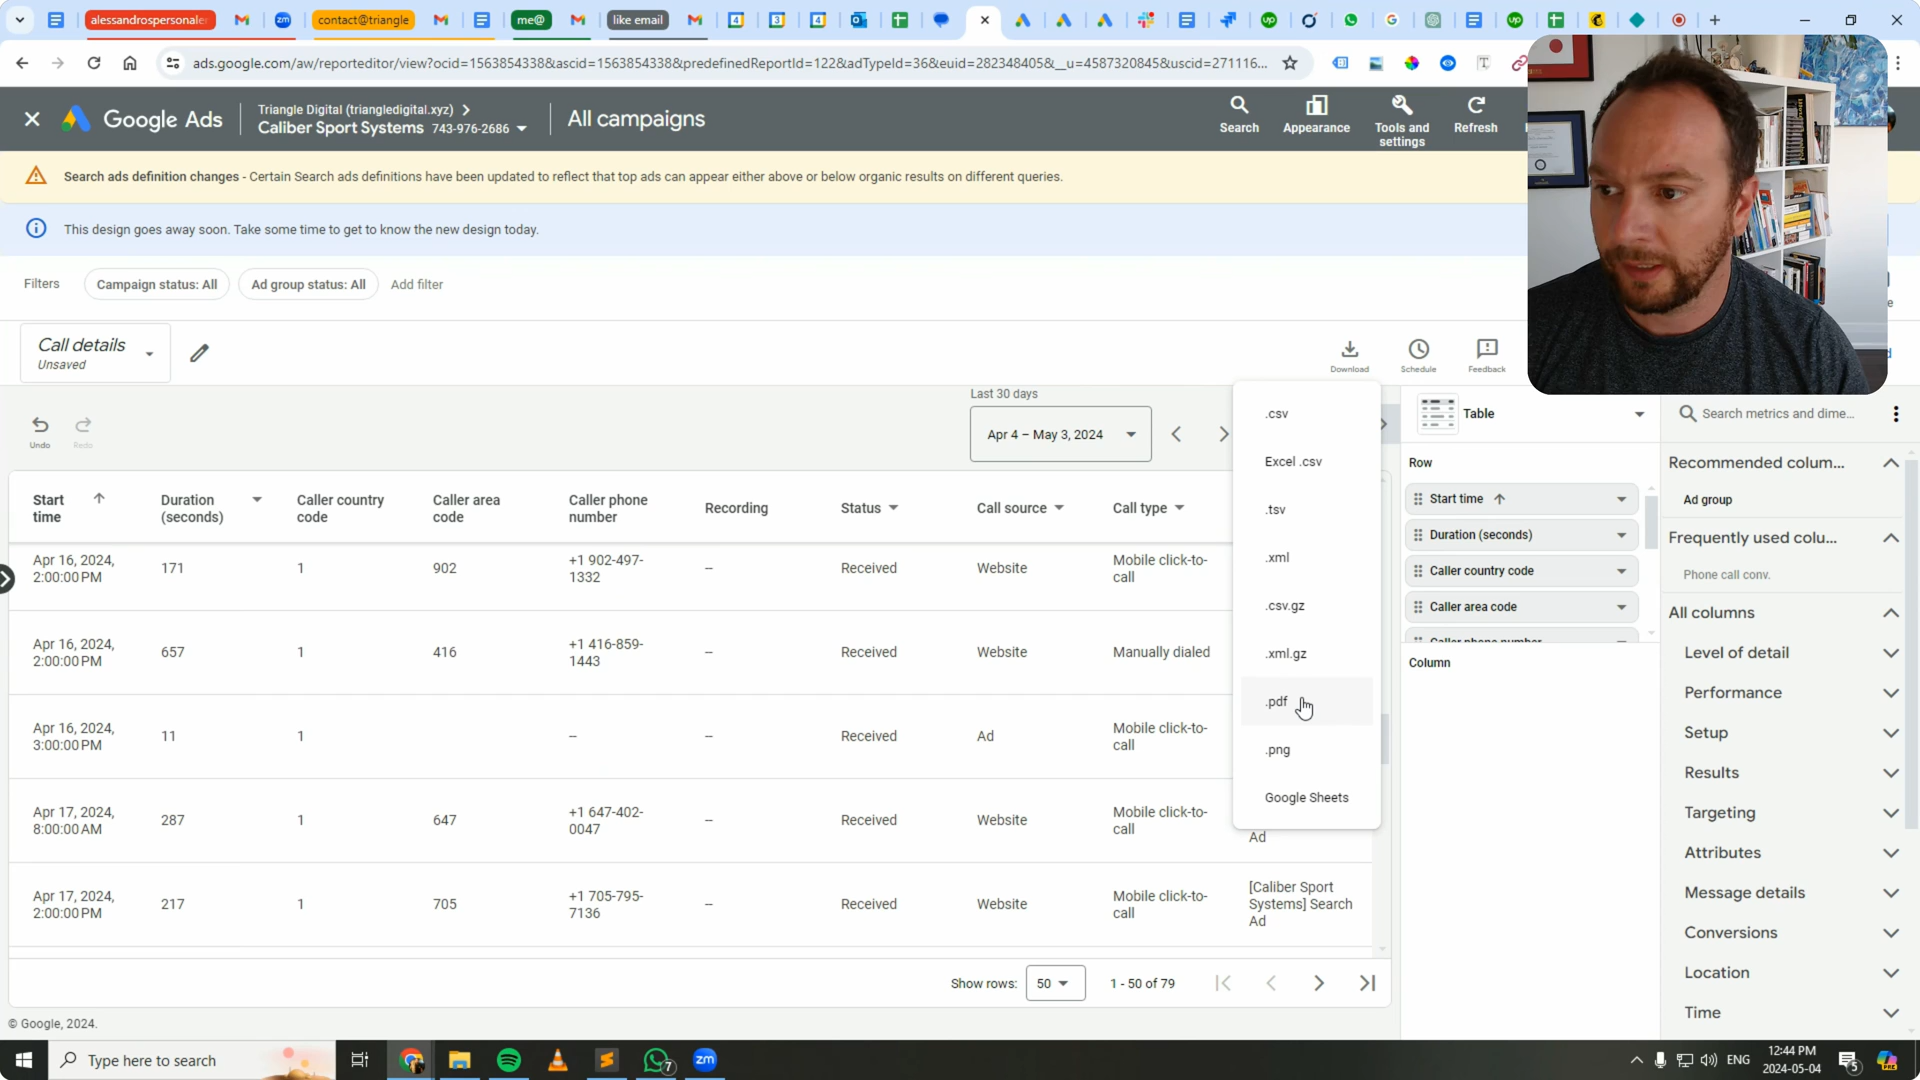 alessandrospersonale
contact@triangle
me@
like email
ads.google.com/aw/reporteditor/view?ocid=1563854338&ascid=1563854338&predefinedReportId=122&adTypeId=36&euid=282348405&__u=4587320845&uscid=271116...
Google Ads
Triangle Digital (triangledigital.xyz)
Caliber Sport Systems 743-976-2686
All campaigns
Search
Appearance
Tools and
settings
Refresh
Search ads definition changes - Certain Search ads definitions have been updated to reflect that top ads can appear either above or below organic results on different queries.
This design goes away soon. Take some time to get to know the new design today.
Filters
Campaign status: All
Ad group status: All
Add filter
Call details
Unsaved
Download
Schedule
Feedback
Undo
Redo
Last 30 days
Apr 4 – May 3, 2024
.csv
Excel .csv
.tsv
.xml
.csv.gz
.xml.gz
.pdf
.png
Google Sheets
Start
time
Duration
(seconds)
Caller country
code
Caller area
code
Caller phone
number
Recording
Status
Call source
Call type
Apr 16, 2024,
2:00:00 PM
171
1
902
+1 902-497-
1332
--
Received
Website
Mobile click-to-
call
Apr 16, 2024,
2:00:00 PM
657
1
416
+1 416-859-
1443
--
Received
Website
Manually dialed
Apr 16, 2024,
3:00:00 PM
11
1
--
--
Received
Ad
Mobile click-to-
call
Apr 17, 2024,
8:00:00 AM
287
1
647
+1 647-402-
0047
--
Received
Website
Mobile click-to-
call
Ad
Apr 17, 2024,
2:00:00 PM
217
1
705
+1 705-795-
7136
--
Received
Website
Mobile click-to-
call
[Caliber Sport
Systems] Search
Ad
Show rows:
50
1 - 50 of 79
© Google, 2024.
Table
Row
Start time
Duration (seconds)
Caller country code
Caller area code
Caller phone number
Column
Search metrics and dime...
Recommended colum...
Ad group
Frequently used colu...
Phone call conv.
All columns
Level of detail
Performance
Setup
Results
Targeting
Attributes
Message details
Conversions
Location
Time
Type here to search
7
zm
ENG
12:44 PM
2024-05-04
5